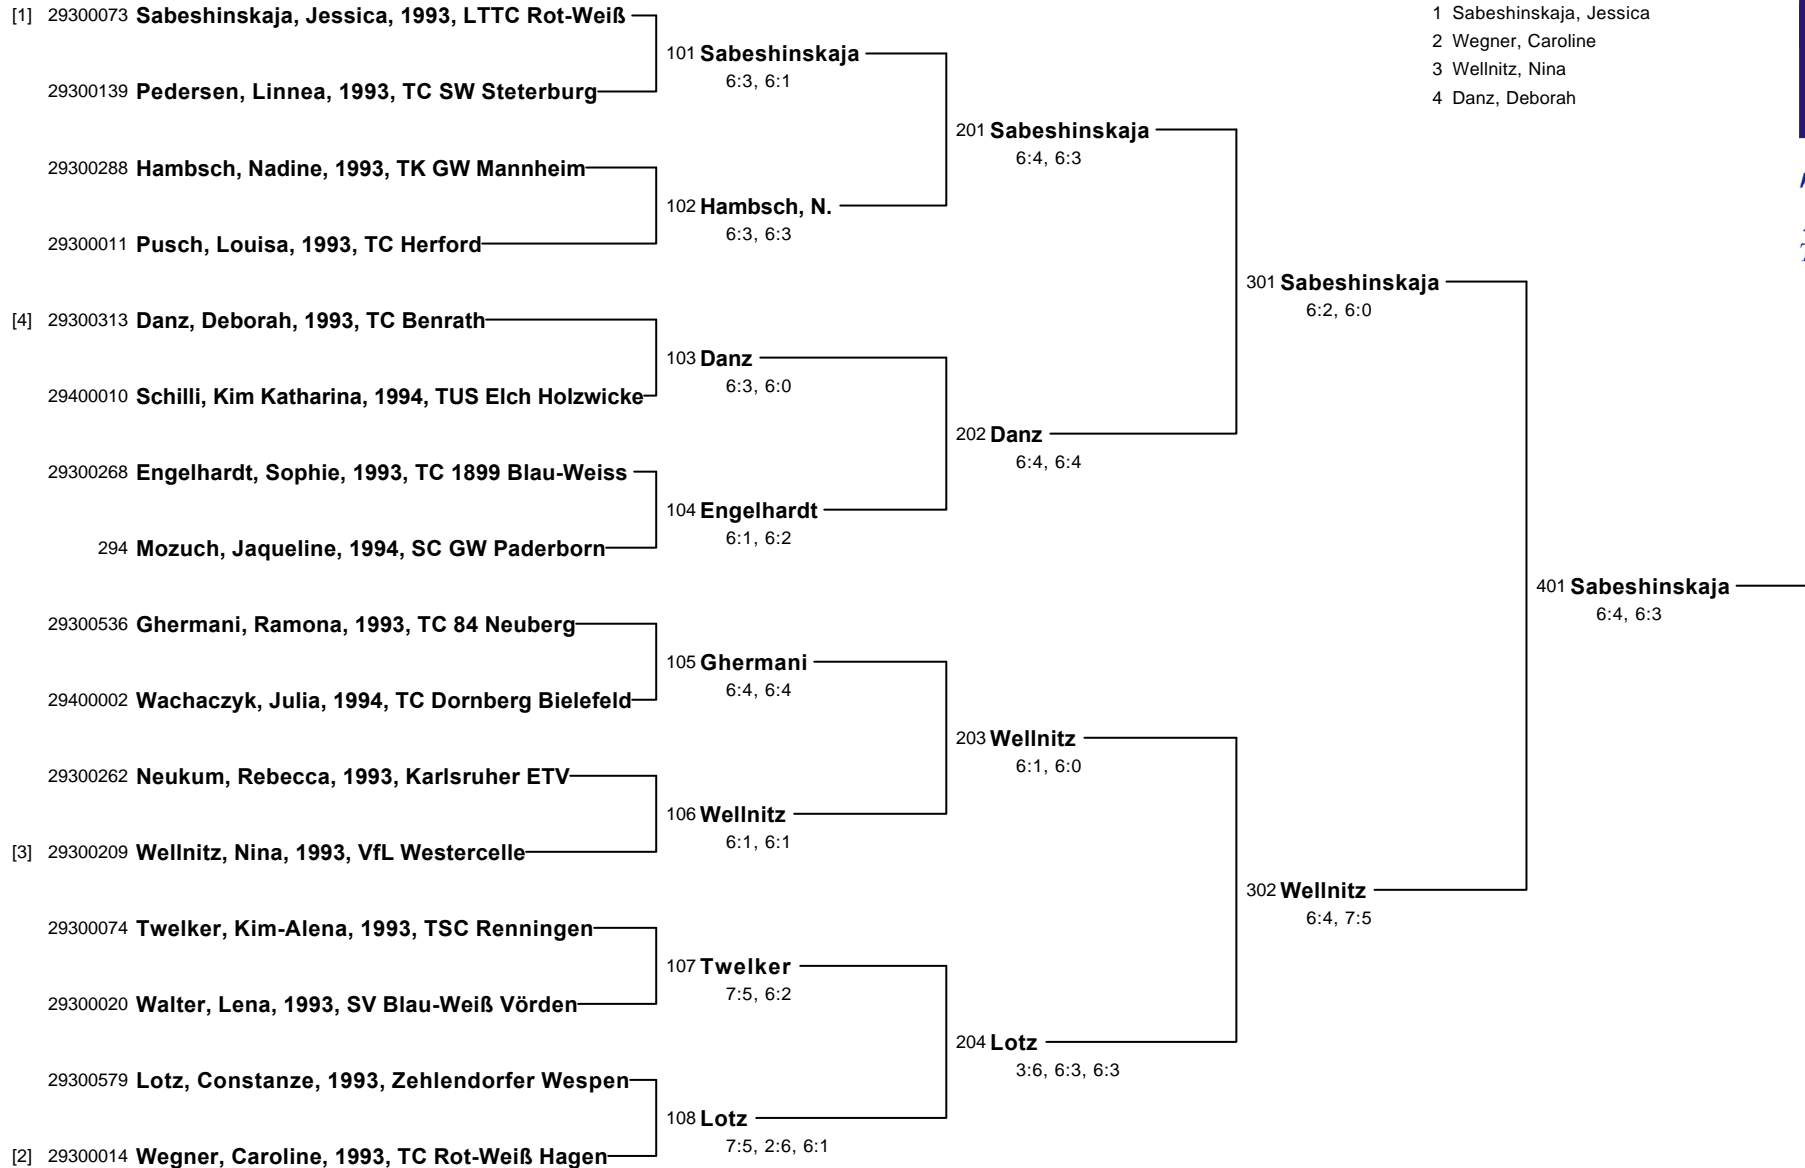 [1] 29300073 Sabeshinskaja, Jessica, 1993, LTTC Rot-Weiß
29300139 Pedersen, Linnea, 1993, TC SW Steterburg
29300288 Hambsch, Nadine, 1993, TK GW Mannheim
29300011 Pusch, Louisa, 1993, TC Herford
[4] 29300313 Danz, Deborah, 1993, TC Benrath
29400010 Schilli, Kim Katharina, 1994, TUS Elch Holzwicke
29300268 Engelhardt, Sophie, 1993, TC 1899 Blau-Weiss
294 Mozuch, Jaqueline, 1994, SC GW Paderborn
29300536 Ghermani, Ramona, 1993, TC 84 Neuberg
29400002 Wachaczyk, Julia, 1994, TC Dornberg Bielefeld
29300262 Neukum, Rebecca, 1993, Karlsruher ETV
[3] 29300209 Wellnitz, Nina, 1993, VfL Westercelle
29300074 Twelker, Kim-Alena, 1993, TSC Renningen
29300020 Walter, Lena, 1993, SV Blau-Weiß Vörden
29300579 Lotz, Constanze, 1993, Zehlendorfer Wespen
[2] 29300014 Wegner, Caroline, 1993, TC Rot-Weiß Hagen
101 Sabeshinskaja
6:3, 6:1
102 Hambsch, N.
6:3, 6:3
103 Danz
6:3, 6:0
104 Engelhardt
6:1, 6:2
105 Ghermani
6:4, 6:4
106 Wellnitz
6:1, 6:1
107 Twelker
7:5, 6:2
108 Lotz
7:5, 2:6, 6:1
201 Sabeshinskaja
6:4, 6:3
202 Danz
6:4, 6:4
203 Wellnitz
6:1, 6:0
204 Lotz
3:6, 6:3, 6:3
301 Sabeshinskaja
6:2, 6:0
302 Wellnitz
6:4, 7:5
401 Sabeshinskaja
6:4, 6:3
1 Sabeshinskaja, Jessica
2 Wegner, Caroline
3 Wellnitz, Nina
4 Danz, Deborah